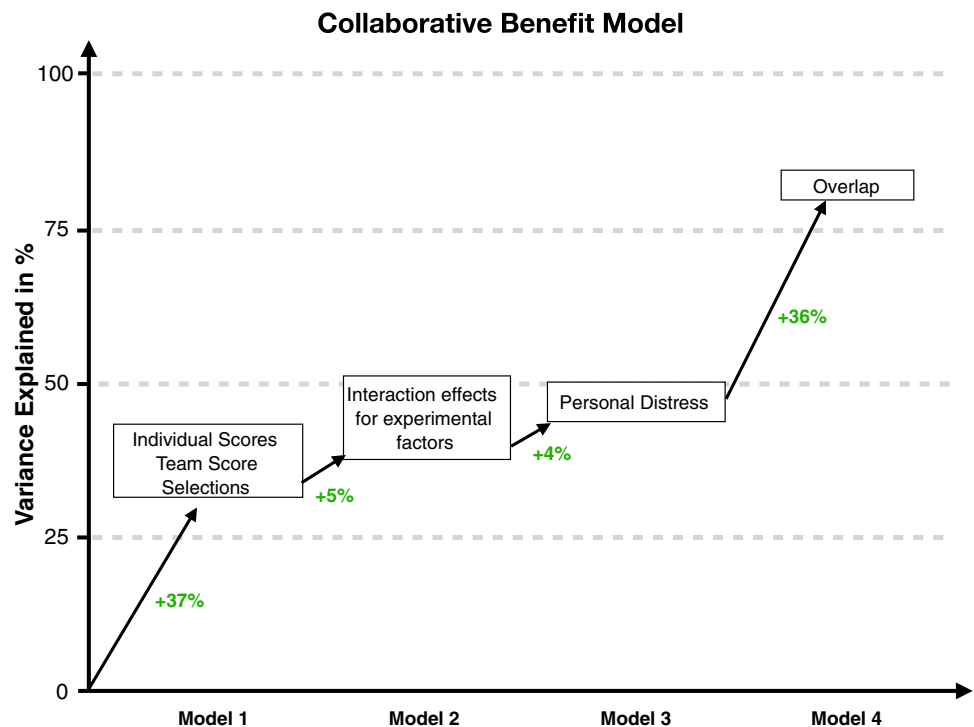 Collaborative Benefit Model
Variance Explained in %
100
75
50
25
0
Overlap
+36%
Interaction effects
for experimental
factors
Personal Distress
+4%
Individual Scores
Team Score
Selections
+5%
+37%
Model 1
Model 2
Model 3
Model 4